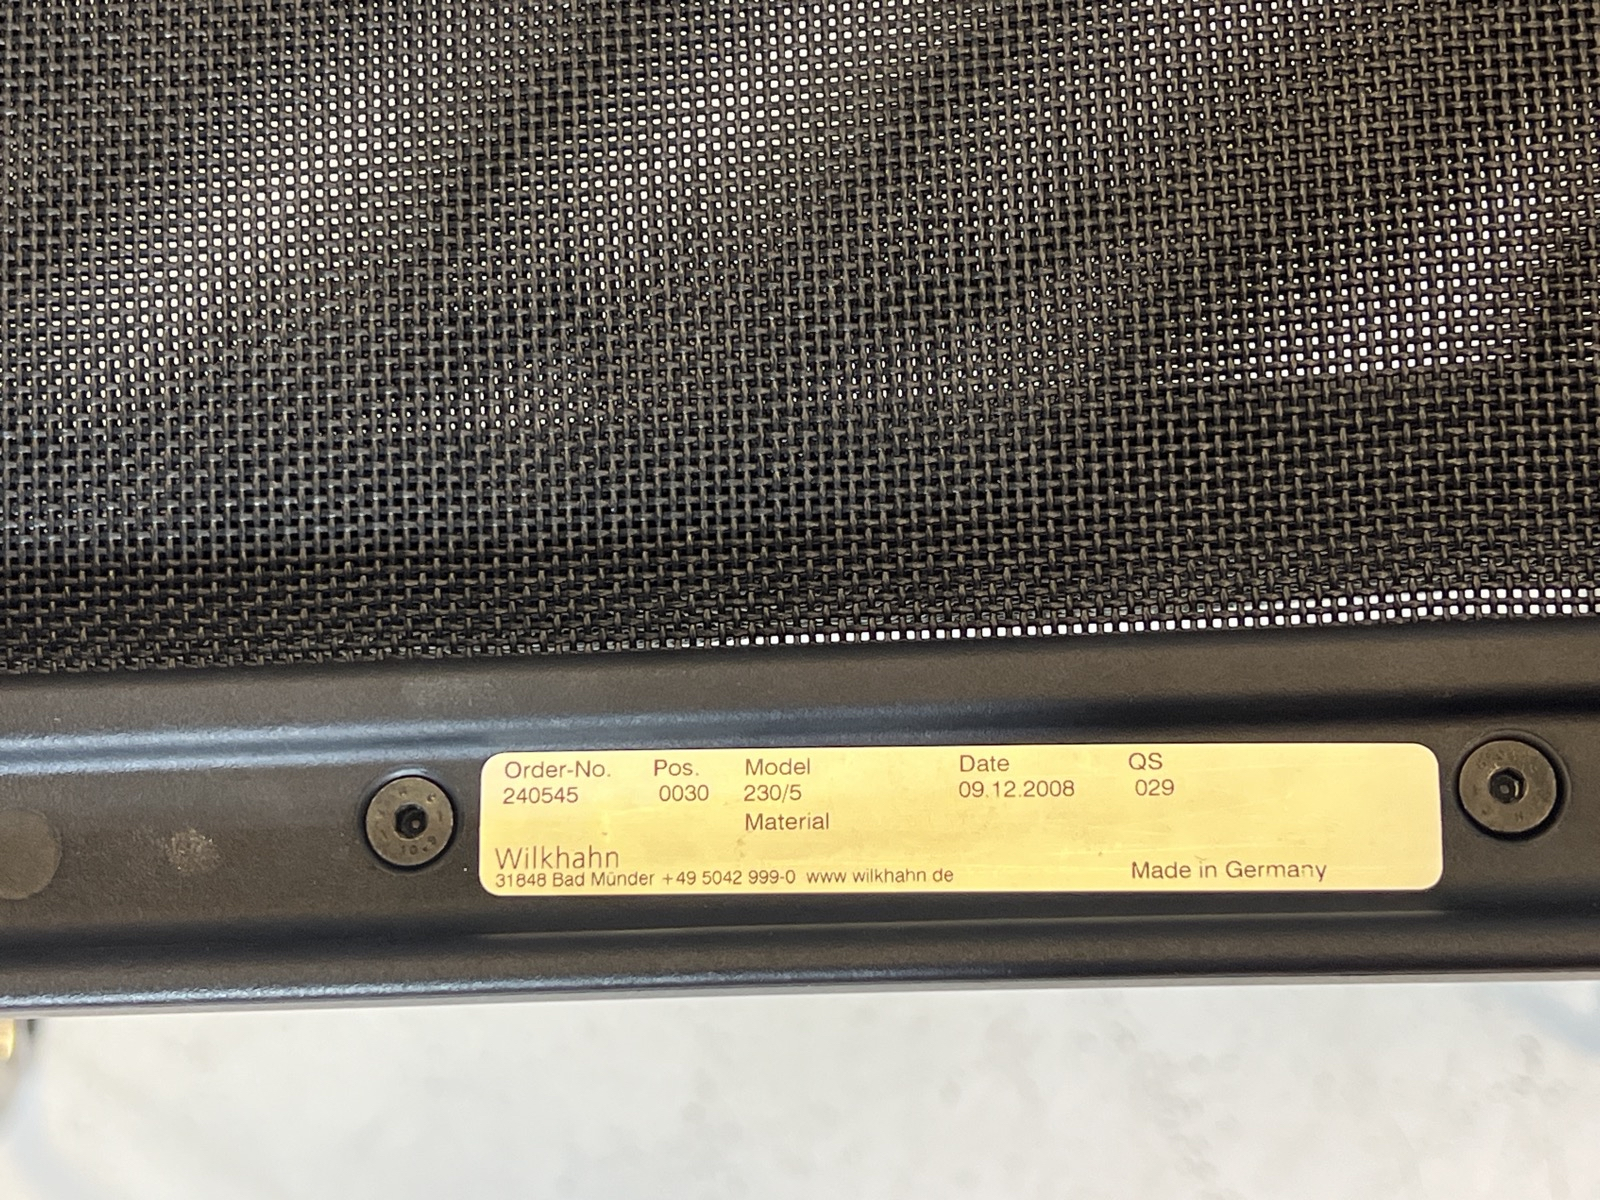 Order-No. Pos. Model Date QS
240545 0030 230/5 09.12.2008 029
Material
Wilkhahn
31848 Bad Münder +49 5042 999-0 www.wilkhahn.de Made in Germany